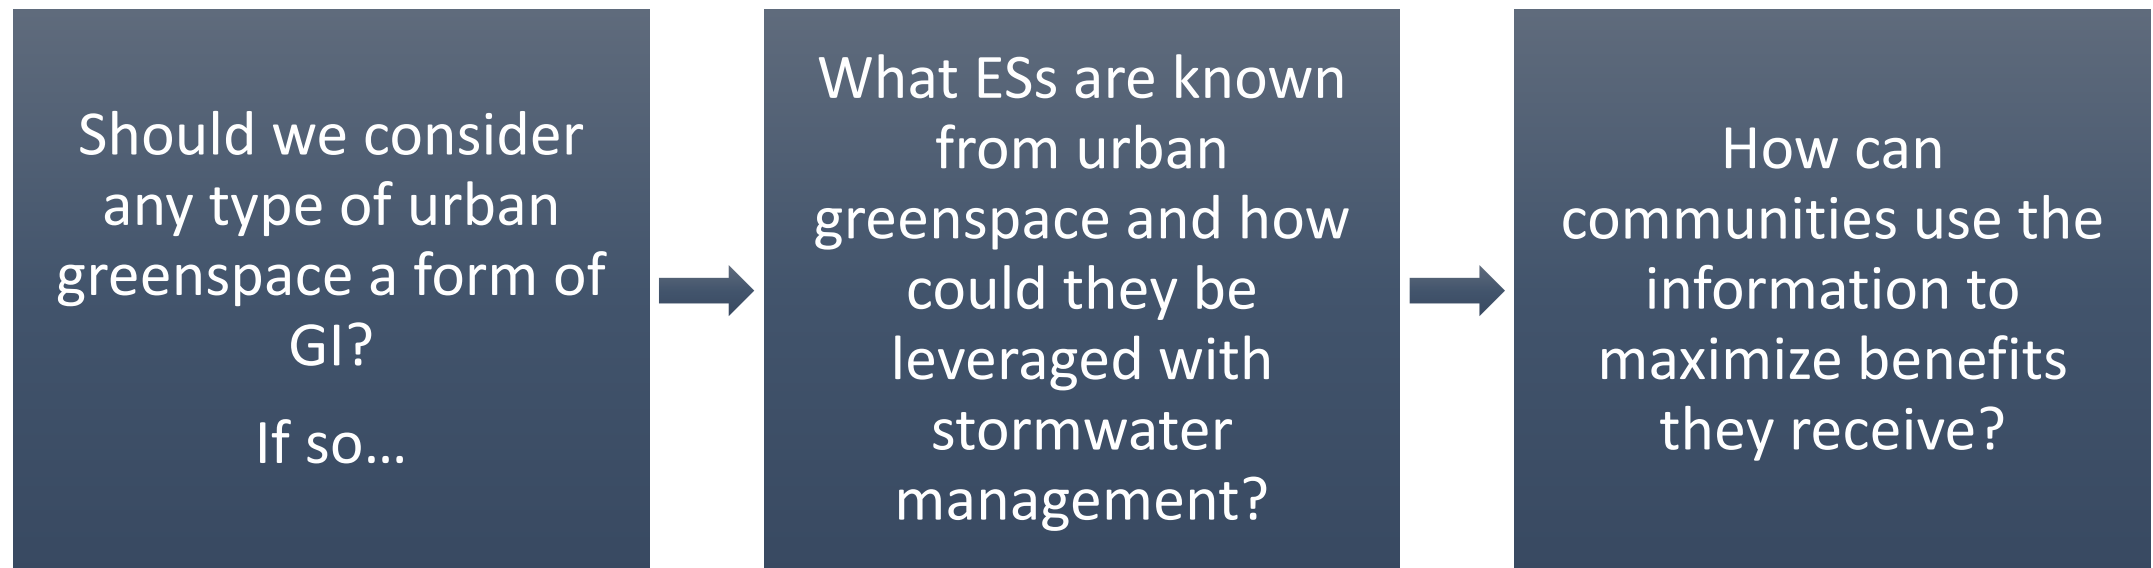 Should we consider
any type of urban
greenspace a form of
GI?
If so…
What ESs are known
from urban
greenspace and how
could they be
leveraged with
stormwater
management?
How can
communities use the
information to
maximize benefits
they receive?